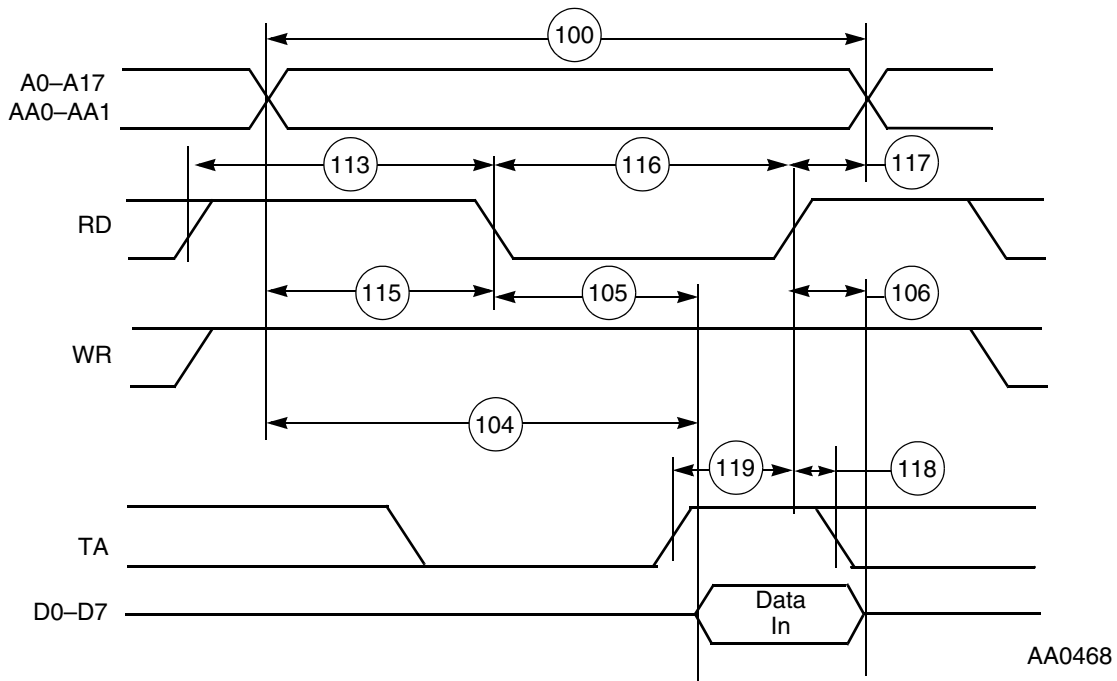 100
A0–A17
AA0–AA1
113
116
117
RD
115
105
106
WR
104
119
118
TA
D0–D7
Data
In
AA0468